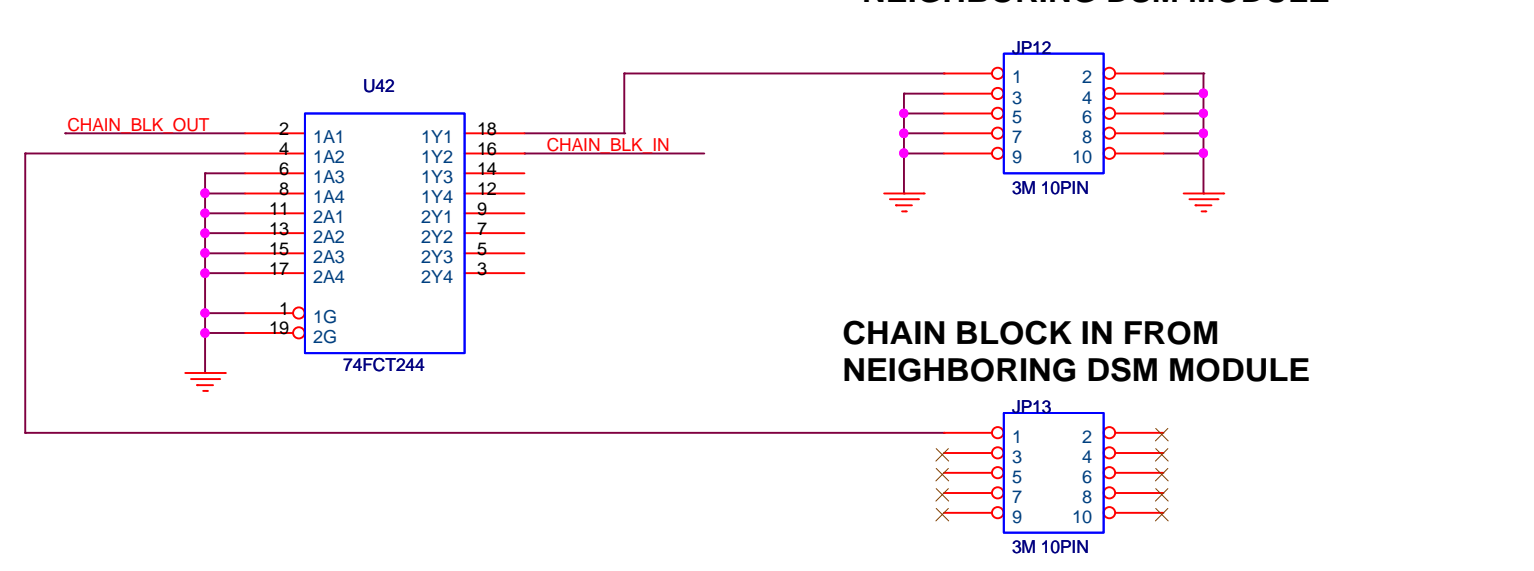 NEIGHBORING DSM MODULE
JP12
1 2
3 4
5 6
7 8
9 10
3M 10PIN
U42
CHAIN_BLK_OUT 2 1A1 1Y1 18
4 1A2 1Y2 16 CHAIN_BLK_IN
6 1A3 1Y3 14
8 1A4 1Y4 12
11 2A1 2Y1 9
13 2A2 2Y2 7
15 2A3 2Y3 5
17 2A4 2Y4 3
1 1G
19 2G
74FCT244
CHAIN BLOCK IN FROM
NEIGHBORING DSM MODULE
JP13
1 2
3 4
5 6
7 8
9 10
3M 10PIN